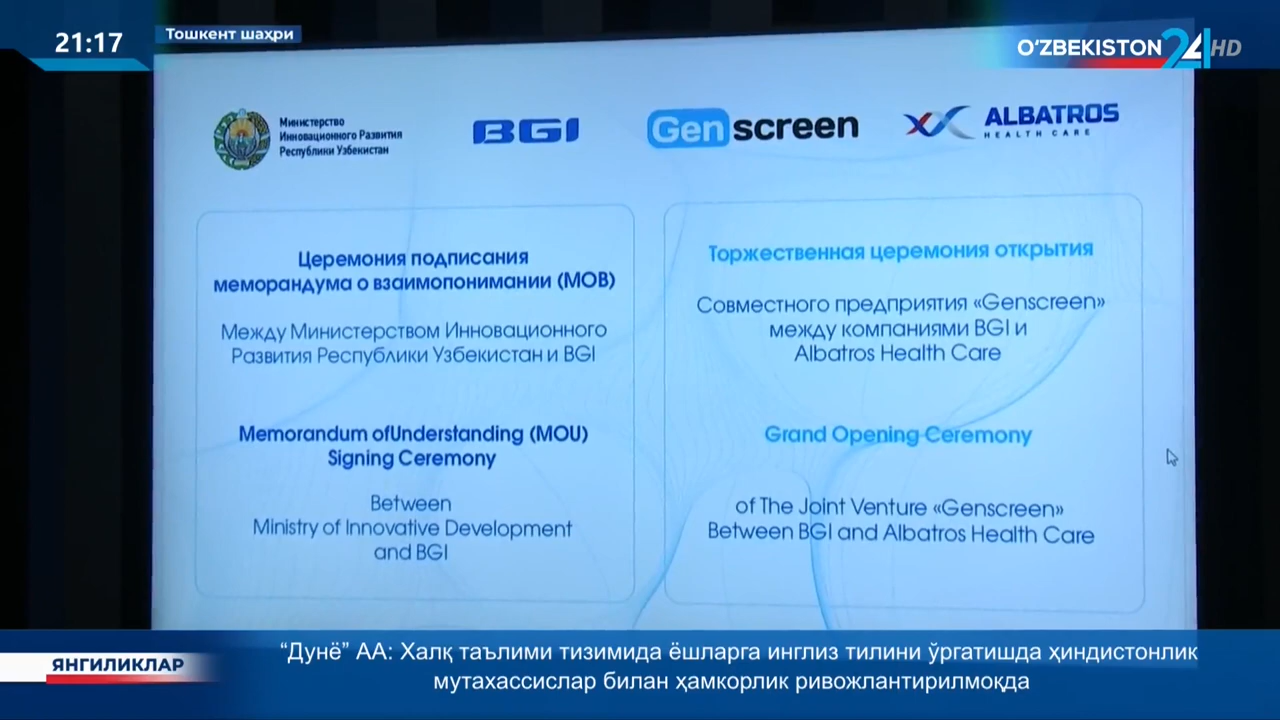 21:17
Тошкент шаҳри
O‘ZBEKISTON 24 HD
Министерство
Инновационного Развития
Республики Узбекистан
BGI
Genscreen
ALBATROS
HEALTH CARE
Церемония подписания
меморандума о взаимопонимании (МОВ)
Между Министерством Инновационного
Развития Республики Узбекистан и BGI
Memorandum ofUnderstanding (MOU)
Signing Ceremony
Between
Ministry of Innovative Development
and BGI
Торжественная церемония открытия
Совместного предприятия «Genscreen»
между компаниями BGI и
Albatros Health Care
Grand Opening Ceremony
of The Joint Venture «Genscreen»
Between BGI and Albatros Health Care
ЯНГИЛИКЛАР
“Дунё” АА: Халқ таълими тизимида ёшларга инглиз тилини ўргатишда ҳиндистонлик
мутахассислар билан ҳамкорлик ривожлантирилмоқда